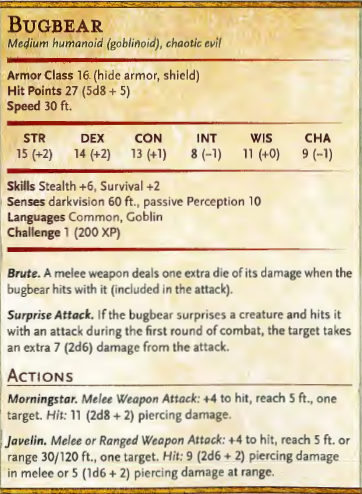 BUGBEAR
Medium humanoid (goblinoid), chaotic evil
Armor Class 16 (hide armor, shield)
Hit Points 27 (5d8 + 5)
Speed 30 ft.
STR DEX CON INT WIS CHA
15 (+2) 14 (+2) 13 (+1) 8 (−1) 11 (+0) 9 (−1)
Skills Stealth +6, Survival +2
Senses darkvision 60 ft., passive Perception 10
Languages Common, Goblin
Challenge 1 (200 XP)
Brute. A melee weapon deals one extra die of its damage when the
bugbear hits with it (included in the attack).
Surprise Attack. If the bugbear surprises a creature and hits it
with an attack during the first round of combat, the target takes
an extra 7 (2d6) damage from the attack.
ACTIONS
Morningstar. Melee Weapon Attack: +4 to hit, reach 5 ft., one
target. Hit: 11 (2d8 + 2) piercing damage.
Javelin. Melee or Ranged Weapon Attack: +4 to hit, reach 5 ft. or
range 30/120 ft., one target. Hit: 9 (2d6 + 2) piercing damage
in melee or 5 (1d6 + 2) piercing damage at range.